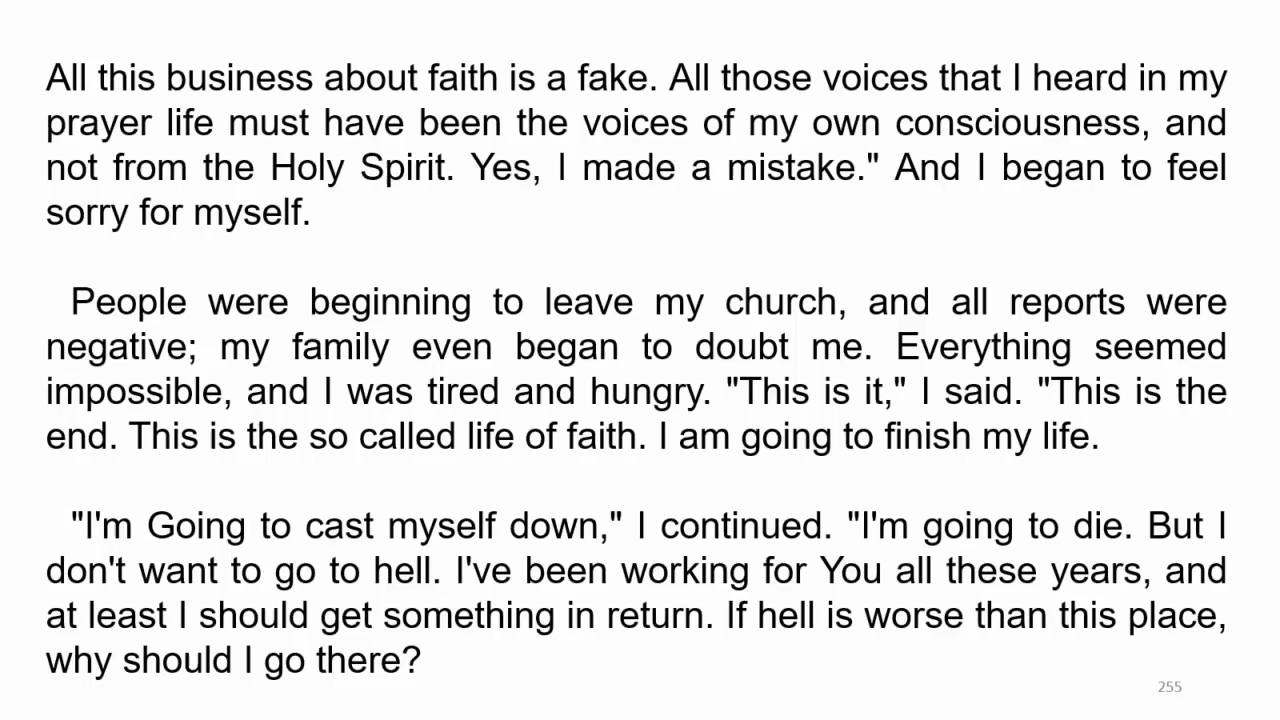 All this business about faith is a fake. All those voices that I heard in my
prayer life must have been the voices of my own consciousness, and
not from the Holy Spirit. Yes, I made a mistake." And I began to feel
sorry for myself.
People were beginning to leave my church, and all reports were
negative; my family even began to doubt me. Everything seemed
impossible, and I was tired and hungry. "This is it," I said. "This is the
end. This is the so called life of faith. I am going to finish my life.
"I'm Going to cast myself down," I continued. "I'm going to die. But I
don't want to go to hell. I've been working for You all these years, and
at least I should get something in return. If hell is worse than this place,
why should I go there?
255